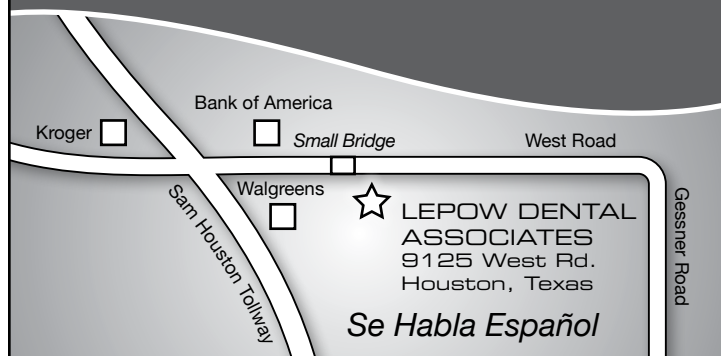 Bank of America
Kroger
Small Bridge
West Road
Walgreens
Sam Houston Tollway
LEPOW DENTAL
ASSOCIATES
9125 West Rd.
Houston, Texas
Gessner Road
Se Habla Español